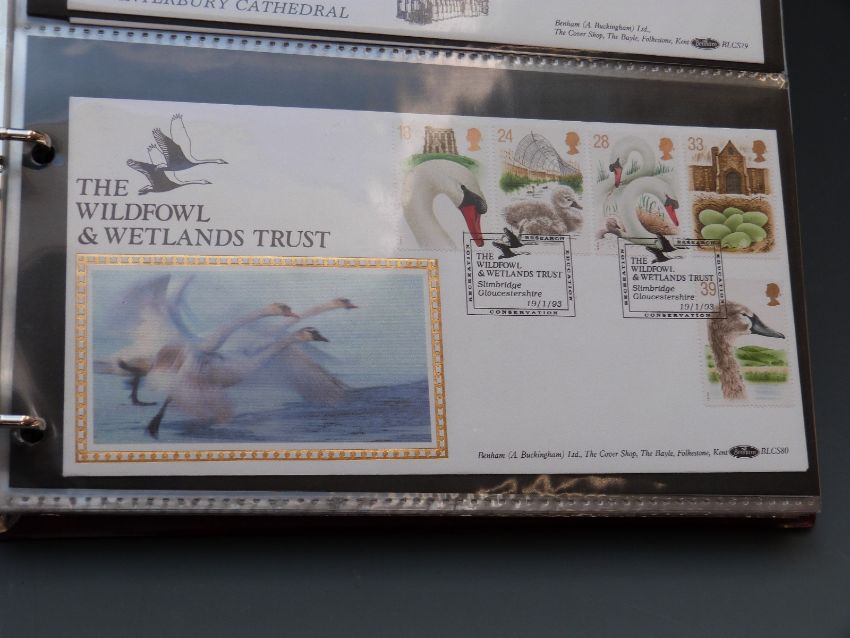 CANTERBURY CATHEDRAL
Benham (A. Buckingham) Ltd.,
The Cover Shop, The Bayle, Folkestone, Kent Benham BLCS79
THE
WILDFOWL
& WETLANDS TRUST
18 24 28 33
39
RESEARCH
RECREATION
EDUCATION
CONSERVATION
THE
WILDFOWL
& WETLANDS TRUST
Slimbridge
Gloucestershire
19/1/93
RESEARCH
RECREATION
EDUCATION
CONSERVATION
THE
WILDFOWL
& WETLANDS TRUST
Slimbridge
Gloucestershire
19/1/93
Benham (A. Buckingham) Ltd., The Cover Shop, The Bayle, Folkestone, Kent Benham BLCS80